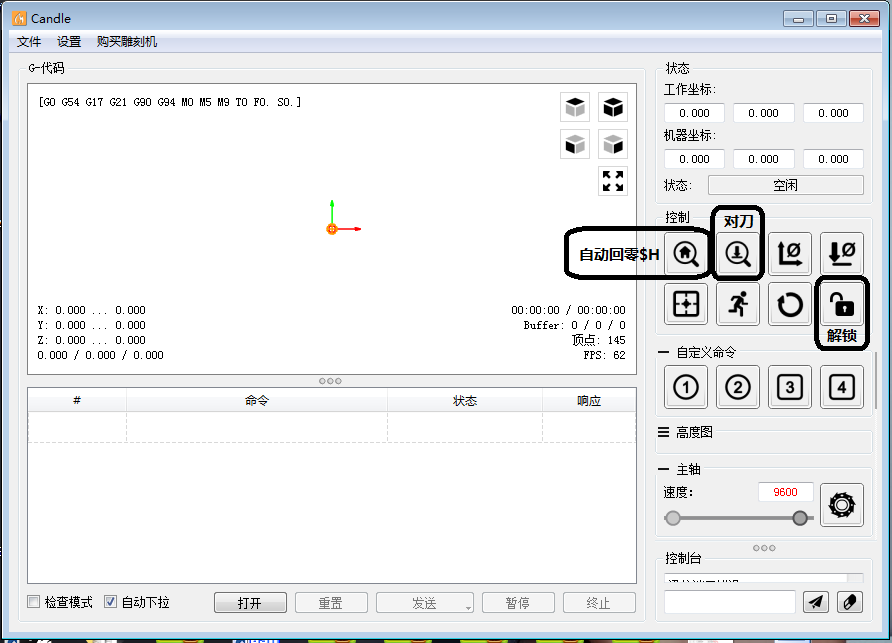 Candle
文件 设置 购买雕刻机
G-代码
[G0 G54 G17 G21 G90 G94 M0 M5 M9 T0 F0. S0.]
X: 0.000 ... 0.000
Y: 0.000 ... 0.000
Z: 0.000 ... 0.000
0.000 / 0.000 / 0.000
00:00:00 / 00:00:00
Buffer: 0 / 0 / 0
顶点: 145
FPS: 62
# 命令 状态 响应
检查模式 自动下拉 打开 重置 发送 暂停 终止
状态
工作坐标:
0.000 0.000 0.000
机器坐标:
0.000 0.000 0.000
状态: 空闲
控制
对刀
自动回零$H
解锁
自定义命令
1 2 3 4
高度图
主轴
速度: 9600
控制台